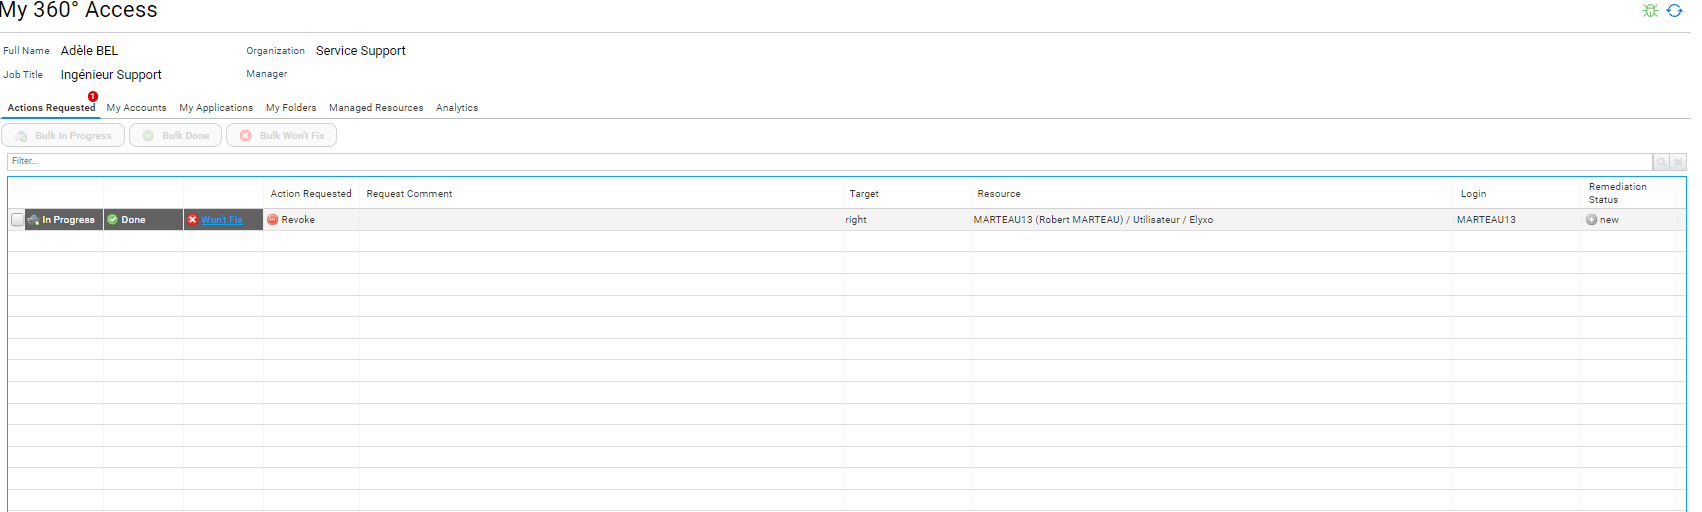 My 360° Access
Full Name Adèle BEL Organization Service Support
Job Title Ingénieur Support Manager
1
Actions Requested My Accounts My Applications My Folders Managed Resources Analytics
Bulk In Progress Bulk Done Bulk Won't Fix
Filter...
Action Requested Request Comment Target Resource Login Remediation Status
In Progress Done Won't Fix Revoke right MARTEAU13 (Robert MARTEAU) / Utilisateur / Elyxo MARTEAU13 new